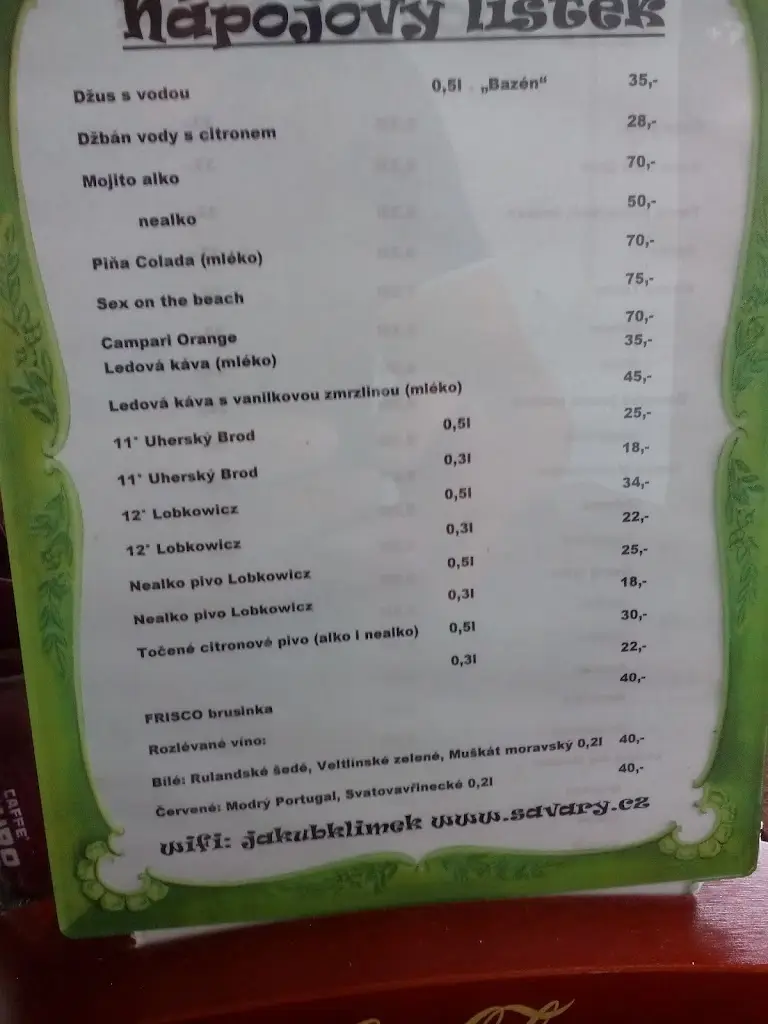 Nápojový lístek
Džus s vodou 0,5l „Bazén“ 35,-
Džbán vody s citronem 28,-
Mojito alko 70,-
nealko 50,-
Piňa Colada (mléko) 70,-
Sex on the beach 75,-
Campari Orange 70,-
Ledová káva (mléko) 35,-
Ledová káva s vanilkovou zmrzlinou (mléko) 45,-
11° Uherský Brod 0,5l 25,-
11° Uherský Brod 0,3l 18,-
12° Lobkowicz 0,5l 34,-
12° Lobkowicz 0,3l 22,-
Nealko pivo Lobkowicz 0,5l 25,-
Nealko pivo Lobkowicz 0,3l 18,-
Točené citronové pivo (alko i nealko) 0,5l 30,-
0,3l 22,-
FRISCO brusinka 40,-
Rozlévané víno:
Bílé: Rulandské šedé, Veltlínské zelené, Muškát moravský 0,2l 40,-
Červené: Modrý Portugal, Svatovavřinecké 0,2l 40,-
wifi: jakubklimek www.savary.cz
CAFFE'